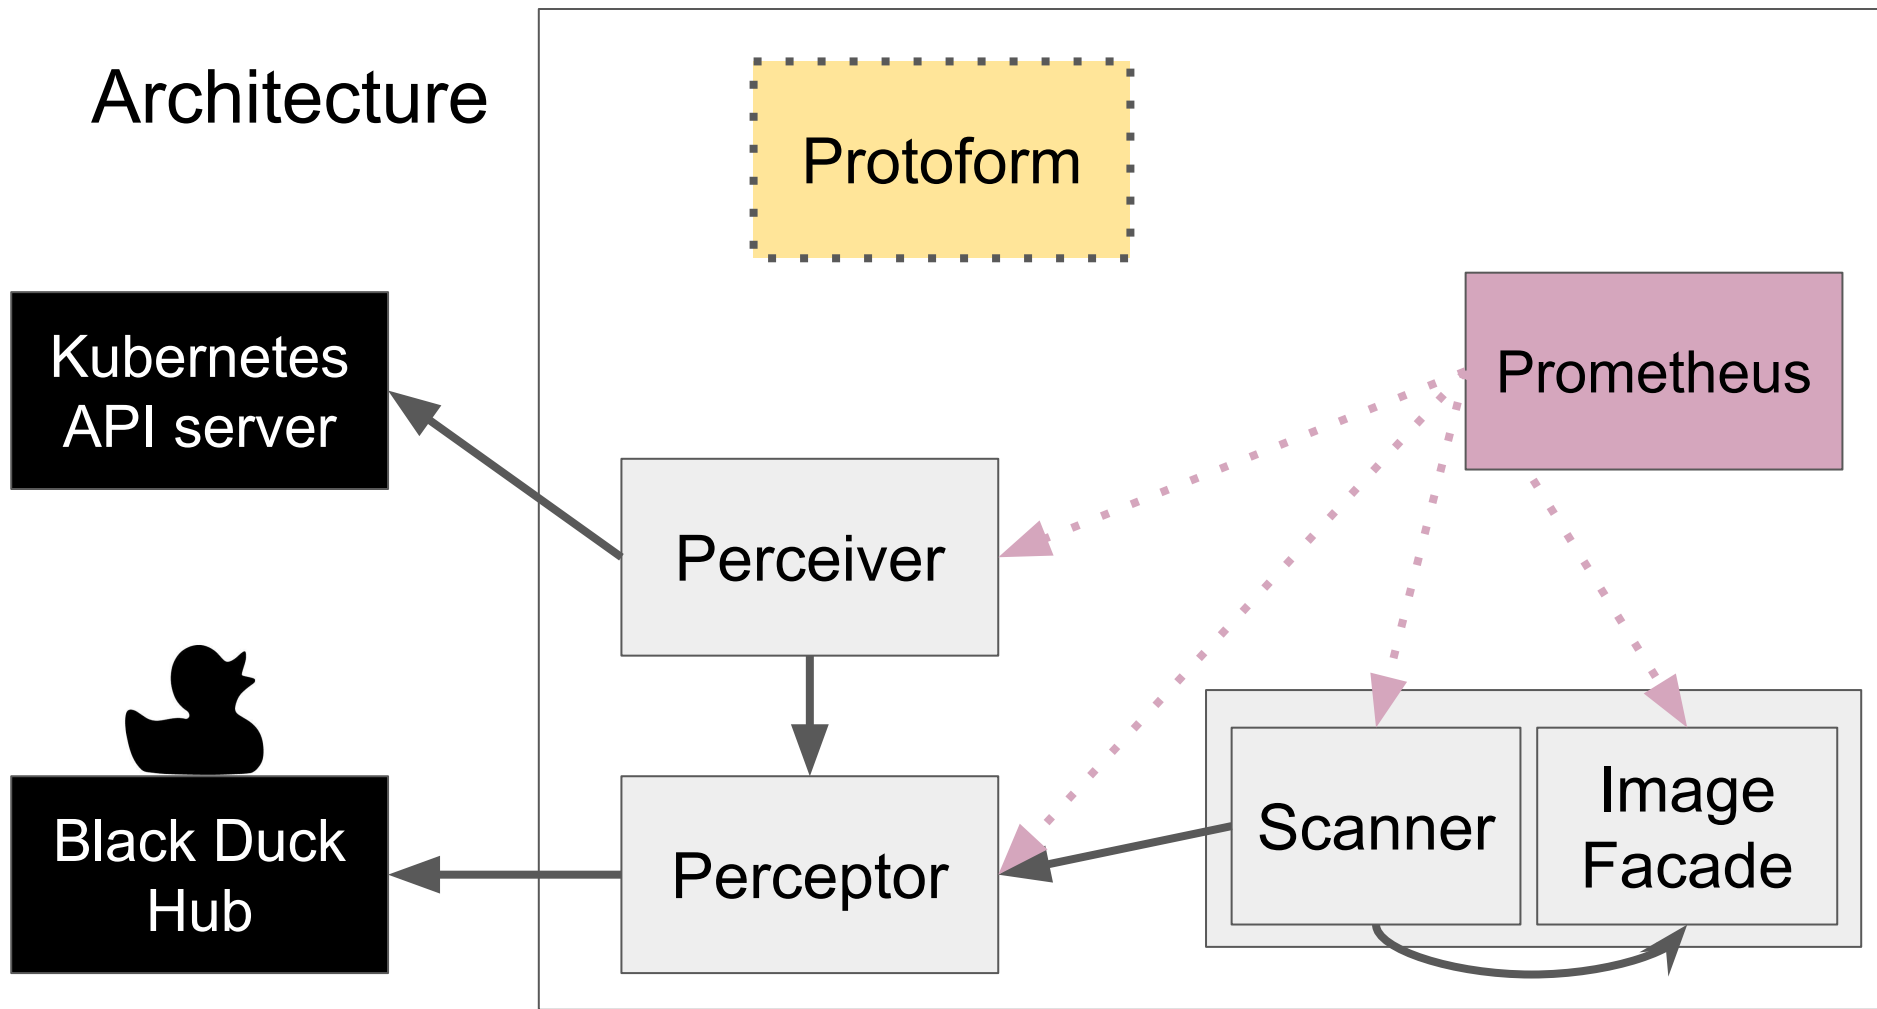 Architecture
Protoform
Kubernetes
API server
Prometheus
Perceiver
Black Duck
Hub
Perceptor
Scanner
Image
Facade